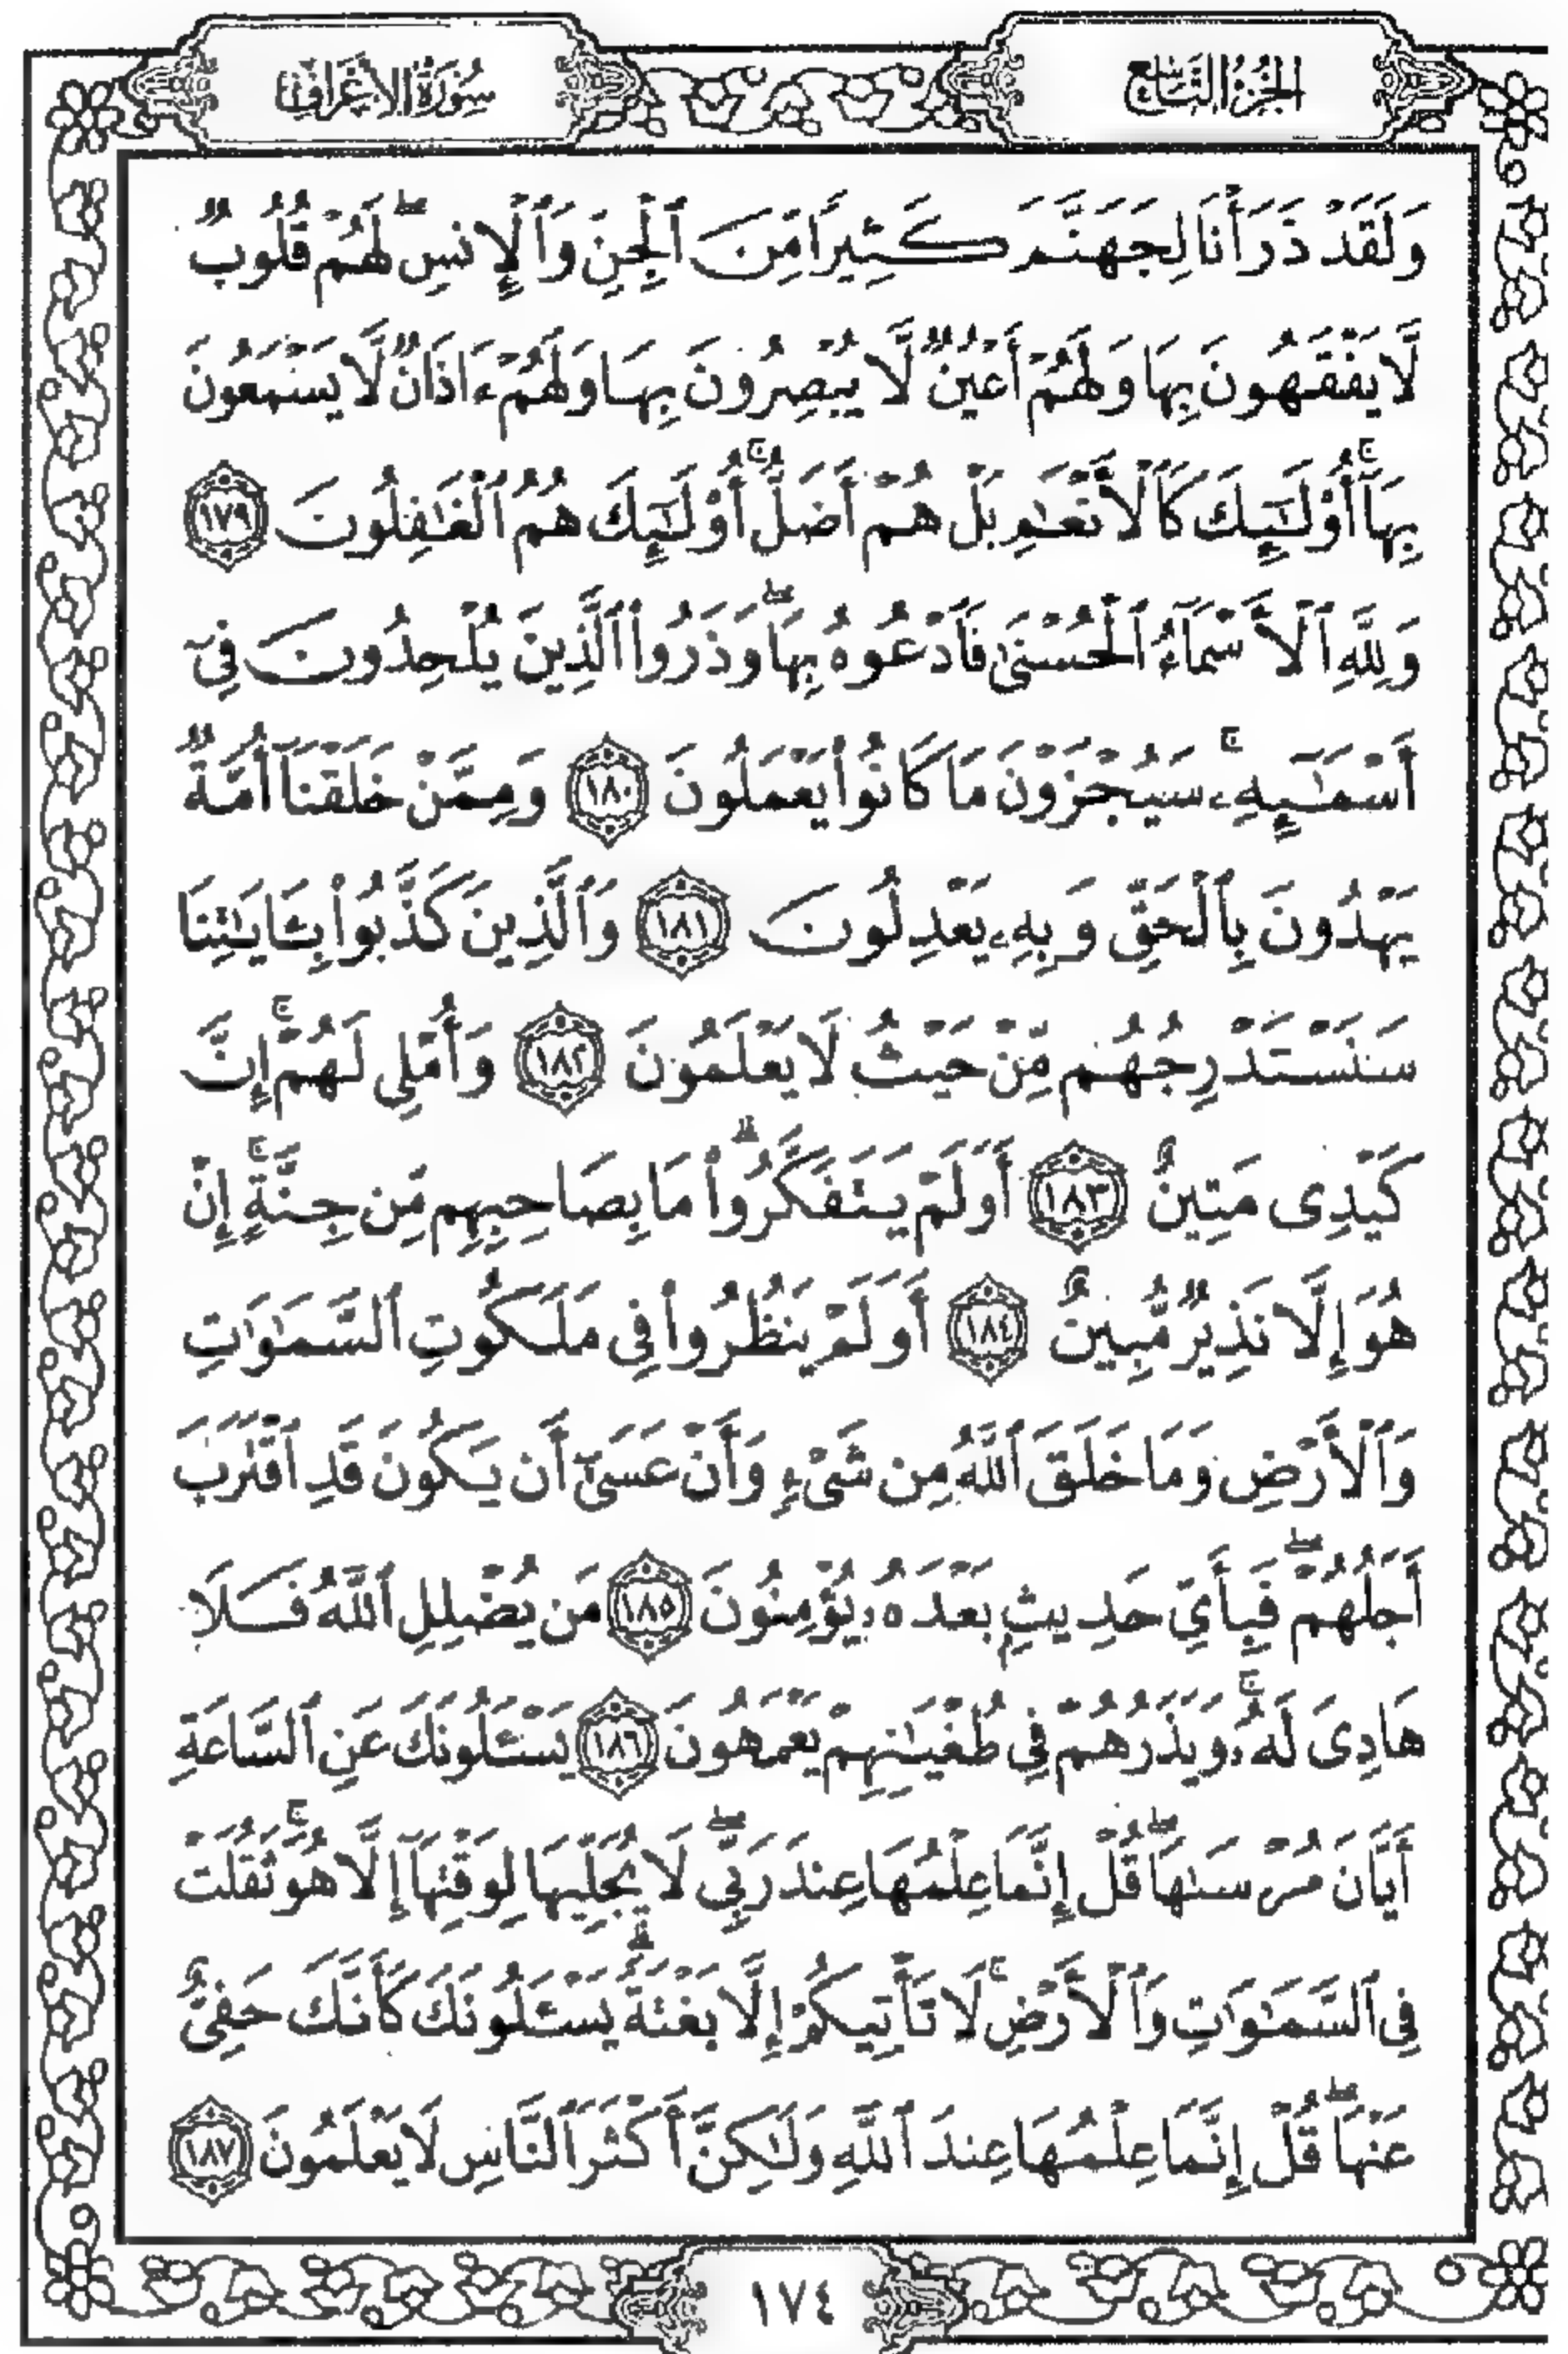 الجزء التاسع
سورة الأعراف
وَلَقَدْ ذَرَأْنَا لِجَهَنَّمَ كَثِيرًا مِّنَ ٱلْجِنِّ وَٱلْإِنسِ ۖ لَهُمْ قُلُوبٌ
لَّا يَفْقَهُونَ بِهَا وَلَهُمْ أَعْيُنٌ لَّا يُبْصِرُونَ بِهَا وَلَهُمْ ءَاذَانٌ لَّا يَسْمَعُونَ
بِهَآ ۚ أُو۟لَـٰٓئِكَ كَٱلْأَنْعَـٰمِ بَلْ هُمْ أَضَلُّ ۚ أُو۟لَـٰٓئِكَ هُمُ ٱلْغَـٰفِلُونَ ١٧٩
وَلِلَّهِ ٱلْأَسْمَآءُ ٱلْحُسْنَىٰ فَٱدْعُوهُ بِهَا ۖ وَذَرُوا۟ ٱلَّذِينَ يُلْحِدُونَ فِىٓ
أَسْمَـٰٓئِهِۦ ۚ سَيُجْزَوْنَ مَا كَانُوا۟ يَعْمَلُونَ ١٨٠ وَمِمَّنْ خَلَقْنَآ أُمَّةٌ
يَهْدُونَ بِٱلْحَقِّ وَبِهِۦ يَعْدِلُونَ ١٨١ وَٱلَّذِينَ كَذَّبُوا۟ بِـَٔايَـٰتِنَا
سَنَسْتَدْرِجُهُم مِّنْ حَيْثُ لَا يَعْلَمُونَ ١٨٢ وَأُمْلِى لَهُمْ ۚ إِنَّ
كَيْدِى مَتِينٌ ١٨٣ أَوَلَمْ يَتَفَكَّرُوا۟ ۗ مَا بِصَاحِبِهِم مِّن جِنَّةٍ ۚ إِنْ
هُوَ إِلَّا نَذِيرٌ مُّبِينٌ ١٨٤ أَوَلَمْ يَنظُرُوا۟ فِى مَلَكُوتِ ٱلسَّمَـٰوَٰتِ
وَٱلْأَرْضِ وَمَا خَلَقَ ٱللَّهُ مِن شَىْءٍ وَأَنْ عَسَىٰٓ أَن يَكُونَ قَدِ ٱقْتَرَبَ
أَجَلُهُمْ ۖ فَبِأَىِّ حَدِيثٍۭ بَعْدَهُۥ يُؤْمِنُونَ ١٨٥ مَن يُضْلِلِ ٱللَّهُ فَلَا
هَادِىَ لَهُۥ ۚ وَيَذَرُهُمْ فِى طُغْيَـٰنِهِمْ يَعْمَهُونَ ١٨٦ يَسْـَٔلُونَكَ عَنِ ٱلسَّاعَةِ
أَيَّانَ مُرْسَىٰهَا ۖ قُلْ إِنَّمَا عِلْمُهَا عِندَ رَبِّى ۖ لَا يُجَلِّيهَا لِوَقْتِهَآ إِلَّا هُوَ ۚ ثَقُلَتْ
فِى ٱلسَّمَـٰوَٰتِ وَٱلْأَرْضِ ۚ لَا تَأْتِيكُمْ إِلَّا بَغْتَةً ۗ يَسْـَٔلُونَكَ كَأَنَّكَ حَفِىٌّ
عَنْهَا ۖ قُلْ إِنَّمَا عِلْمُهَا عِندَ ٱللَّهِ وَلَـٰكِنَّ أَكْثَرَ ٱلنَّاسِ لَا يَعْلَمُونَ ١٨٧
١٧٤